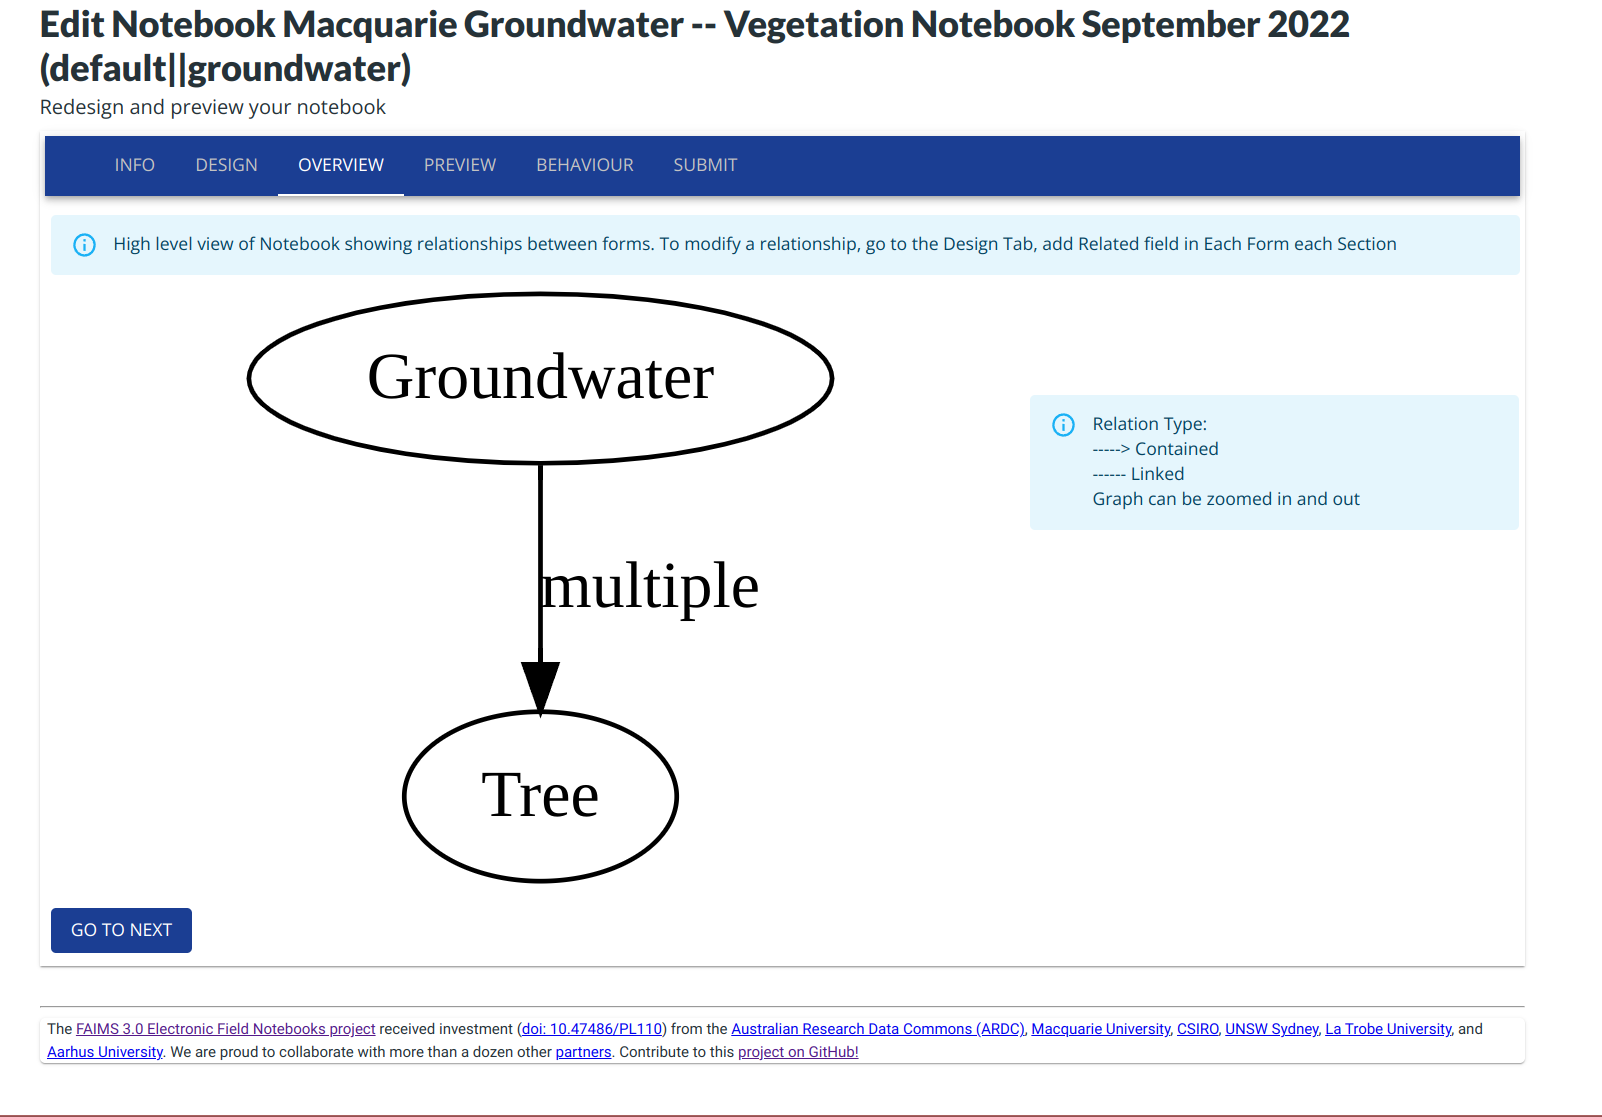 Edit Notebook Macquarie Groundwater -- Vegetation Notebook September 2022
(default||groundwater)
Redesign and preview your notebook
INFO DESIGN OVERVIEW PREVIEW BEHAVIOUR SUBMIT
High level view of Notebook showing relationships between forms. To modify a relationship, go to the Design Tab, add Related field in Each Form each Section
Groundwater
Relation Type:
-----> Contained
------ Linked
Graph can be zoomed in and out
multiple
Tree
GO TO NEXT
The FAIMS 3.0 Electronic Field Notebooks project received investment (doi: 10.47486/PL110) from the Australian Research Data Commons (ARDC), Macquarie University, CSIRO, UNSW Sydney, La Trobe University, and
Aarhus University. We are proud to collaborate with more than a dozen other partners. Contribute to this project on GitHub!